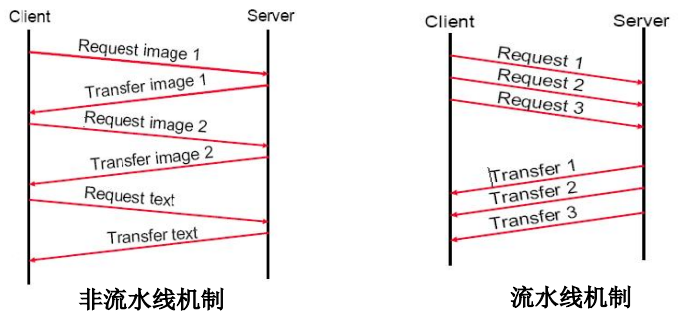 Client Server
Request image 1
Transfer image 1
Request image 2
Transfer image 2
Request text
Transfer text
非流水线机制
Client Server
Request 1
Request 2
Request 3
Transfer 1
Transfer 2
Transfer 3
流水线机制